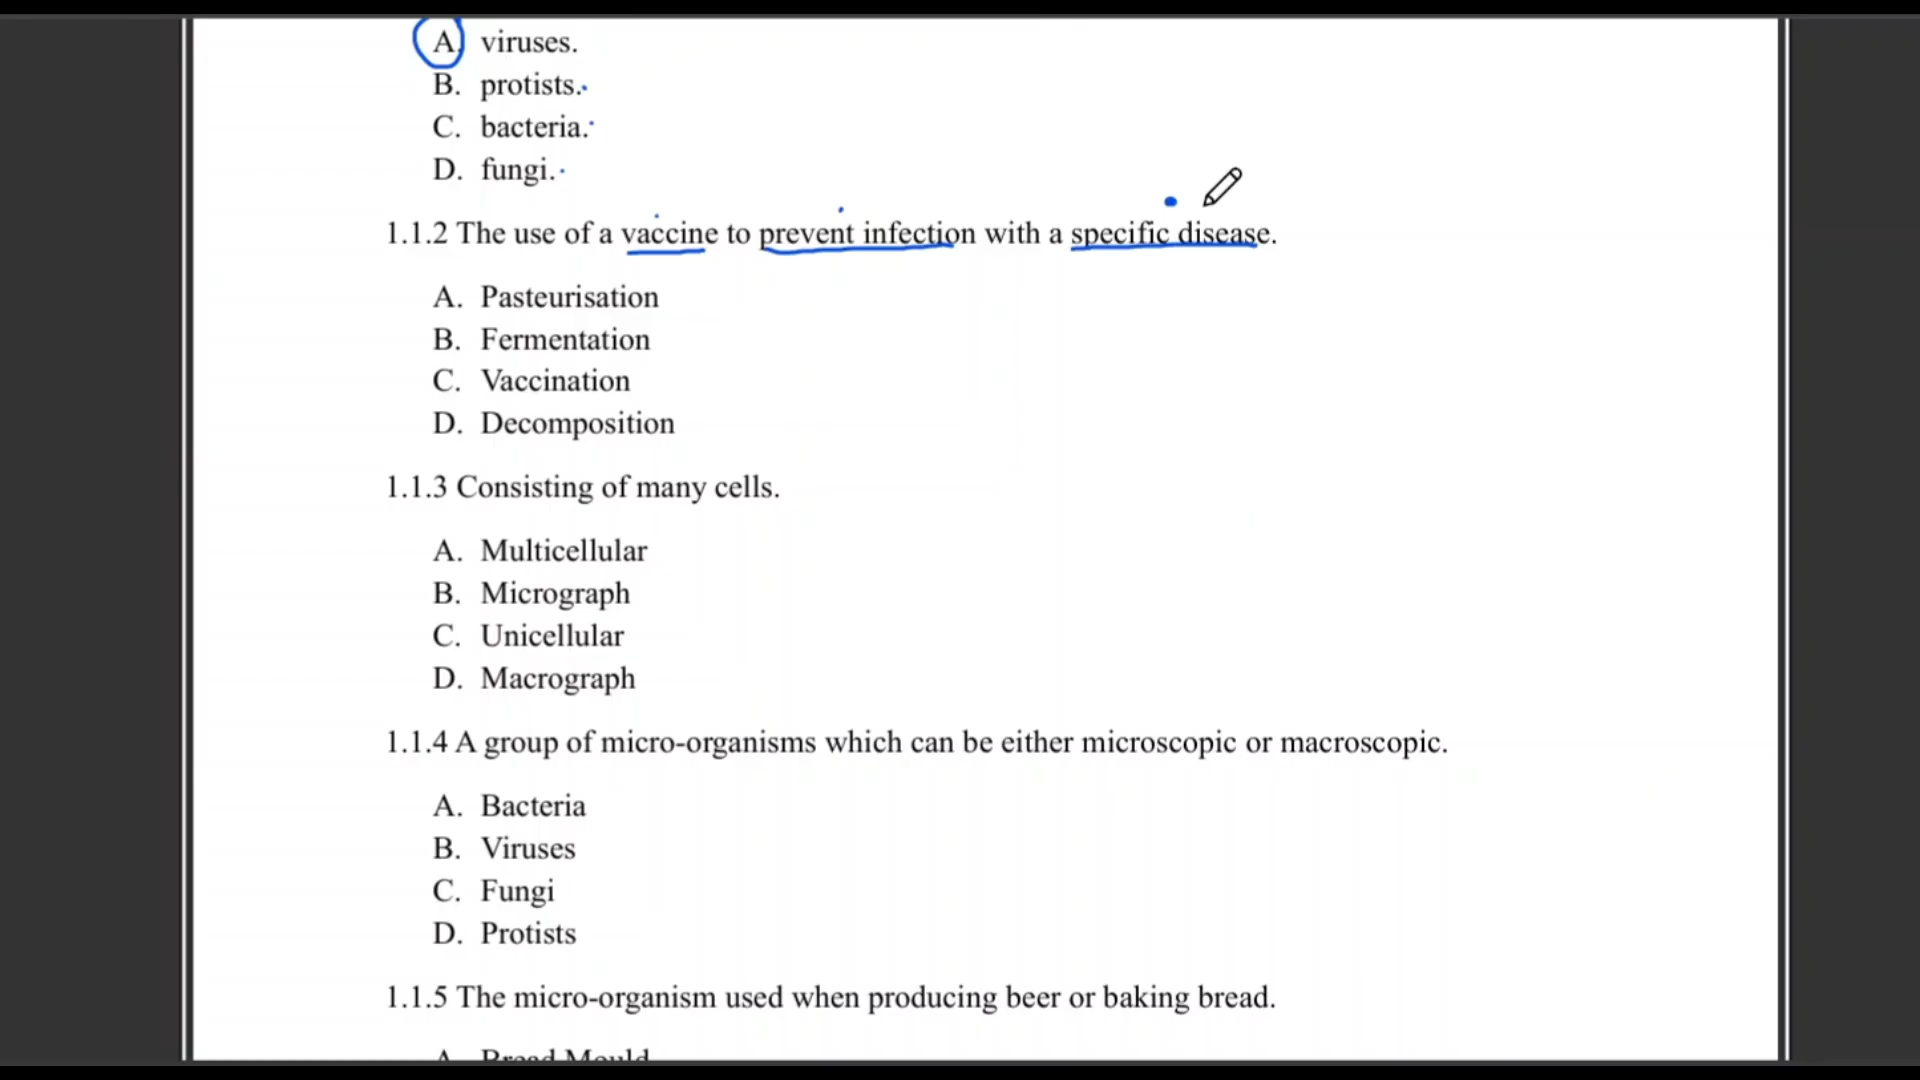 A. viruses.
B. protists.
C. bacteria.
D. fungi.
1.1.2 The use of a vaccine to prevent infection with a specific disease.
A. Pasteurisation
B. Fermentation
C. Vaccination
D. Decomposition
1.1.3 Consisting of many cells.
A. Multicellular
B. Micrograph
C. Unicellular
D. Macrograph
1.1.4 A group of micro-organisms which can be either microscopic or macroscopic.
A. Bacteria
B. Viruses
C. Fungi
D. Protists
1.1.5 The micro-organism used when producing beer or baking bread.
A. Bread Mould